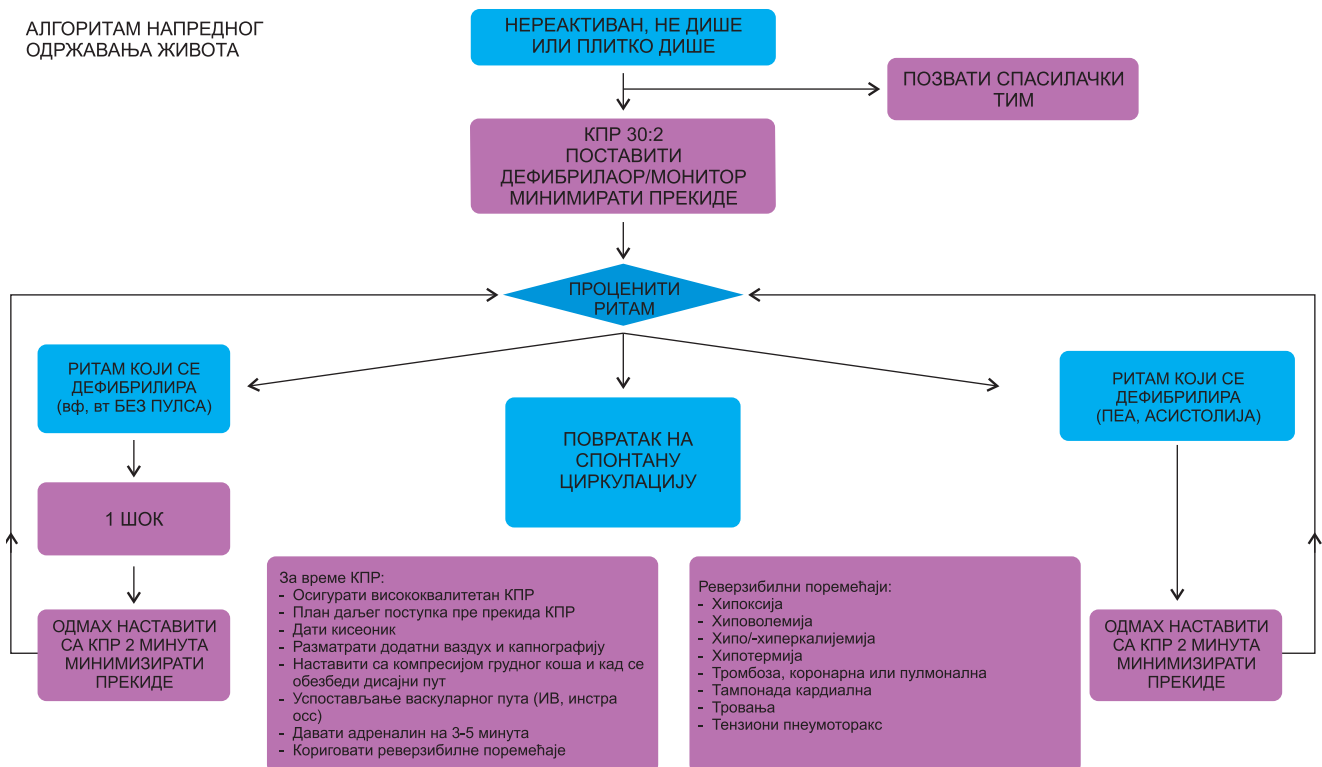 АЛГОРИТАМ НАПРЕДНОГ
ОДРЖАВАЊА ЖИВОТА
НЕРЕАКТИВАН, НЕ ДИШЕ
ИЛИ ПЛИТКО ДИШЕ
ПОЗВАТИ СПАСИЛАЧКИ
ТИМ
КПР 30:2
ПОСТАВИТИ
ДЕФИБРИЛАОР/МОНИТОР
МИНИМИРАТИ ПРЕКИДЕ
ПРОЦЕНИТИ
РИТАМ
РИТАМ КОЈИ СЕ
ДЕФИБРИЛИРА
(вф, вт БЕЗ ПУЛСА)
ПОВРАТАК НА
СПОНТАНУ
ЦИРКУЛАЦИЈУ
РИТАМ КОЈИ СЕ
ДЕФИБРИЛИРА
(ПЕА, АСИСТОЛИЈА)
1 ШОК
ОДМАХ НАСТАВИТИ
СА КПР 2 МИНУТА
МИНИМИЗИРАТИ
ПРЕКИДЕ
За време КПР:
- Осигурати висококвалитетан КПР
- План даљег поступка пре прекида КПР
- Дати кисеоник
- Разматрати додатни ваздух и капнографију
- Наставити са компресијом грудног коша и кад се
обезбеди дисајни пут
- Успостављање васкуларног пута (ИВ, инстра
осс)
- Давати адреналин на 3-5 минута
- Кориговати реверзибилне поремећаје
Реверзибилни поремећаји:
- Хипоксија
- Хиповолемија
- Хипо/-хиперкалијемија
- Хипотермија
- Тромбоза, коронарна или пулмонална
- Тампонада кардиална
- Тровања
- Тензиони пнеумоторакс
ОДМАХ НАСТАВИТИ
СА КПР 2 МИНУТА
МИНИМИЗИРАТИ
ПРЕКИДЕ